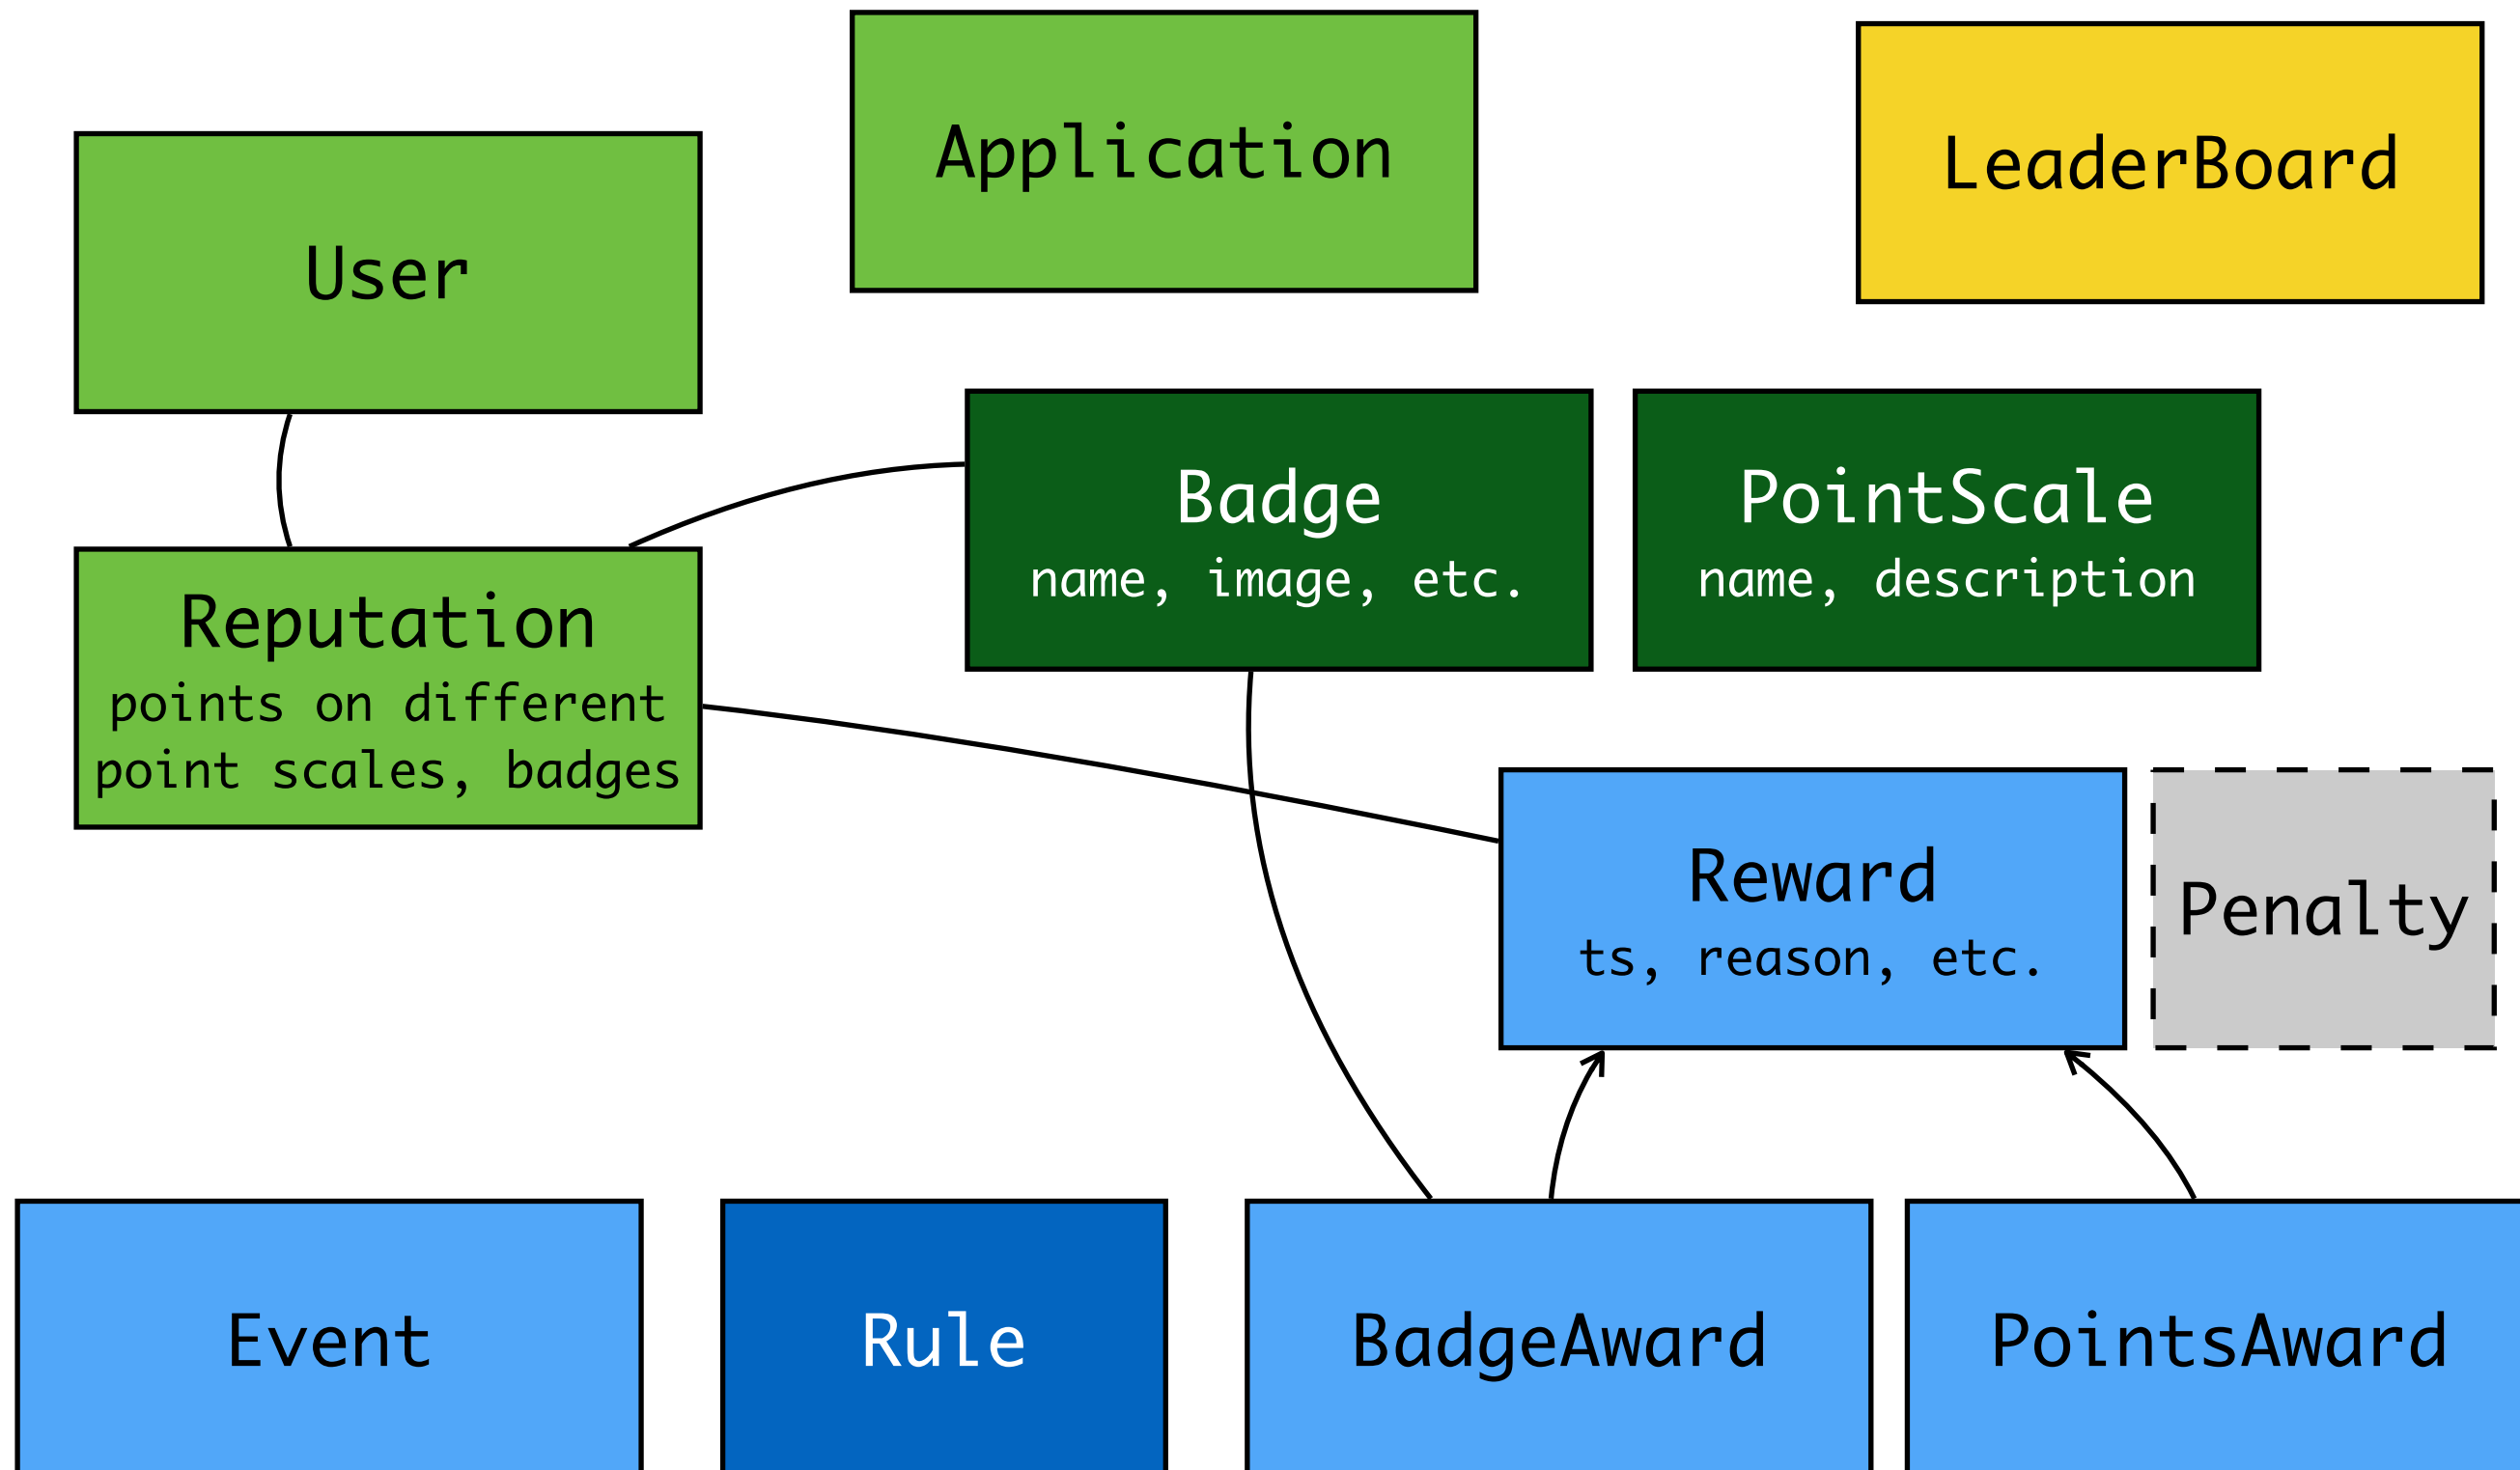 Application
LeaderBoard
User
Badge
name, image, etc.
PointScale
name, description
Reputation
points on different
point scales, badges
Reward
ts, reason, etc.
Penalty
Event
Rule
BadgeAward
PointsAward